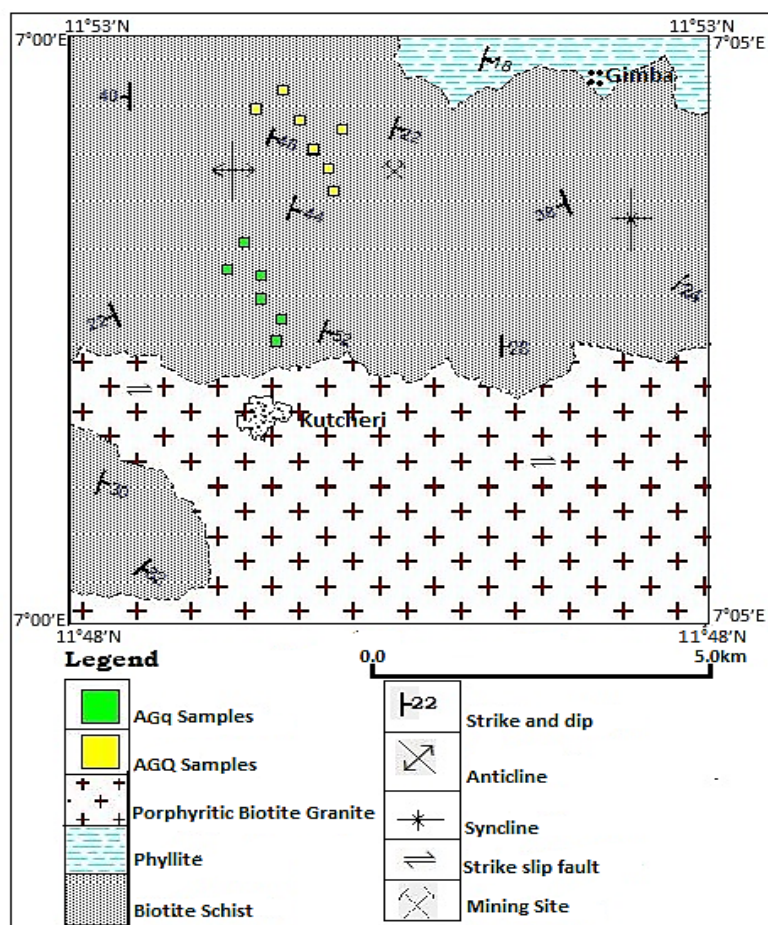 11°53’N 11°53’N
7°00’E 7°05’E
18
Gimba
40
22
46
44
38
24
22
52
28
Kutcheri
30
7°00’E 7°05’E
11°48’N 11°48’N
Legend
0.0 5.0km
AGq Samples
AGQ Samples
Porphyritic Biotite Granite
Phyllite
Biotite Schist
22 Strike and dip
Anticline
Syncline
Strike slip fault
Mining Site